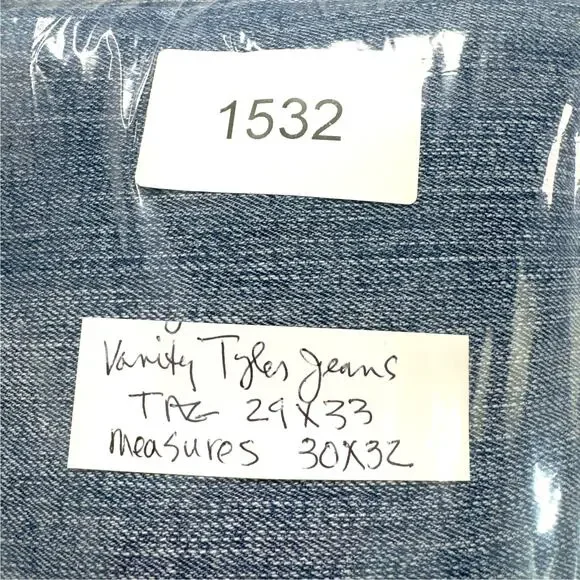 1532
Vanity Tyler Jeans
TAG 29X33
measures 30X32